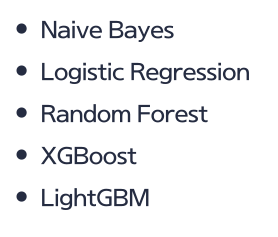 • Naive Bayes
• Logistic Regression
• Random Forest
• XGBoost
• LightGBM